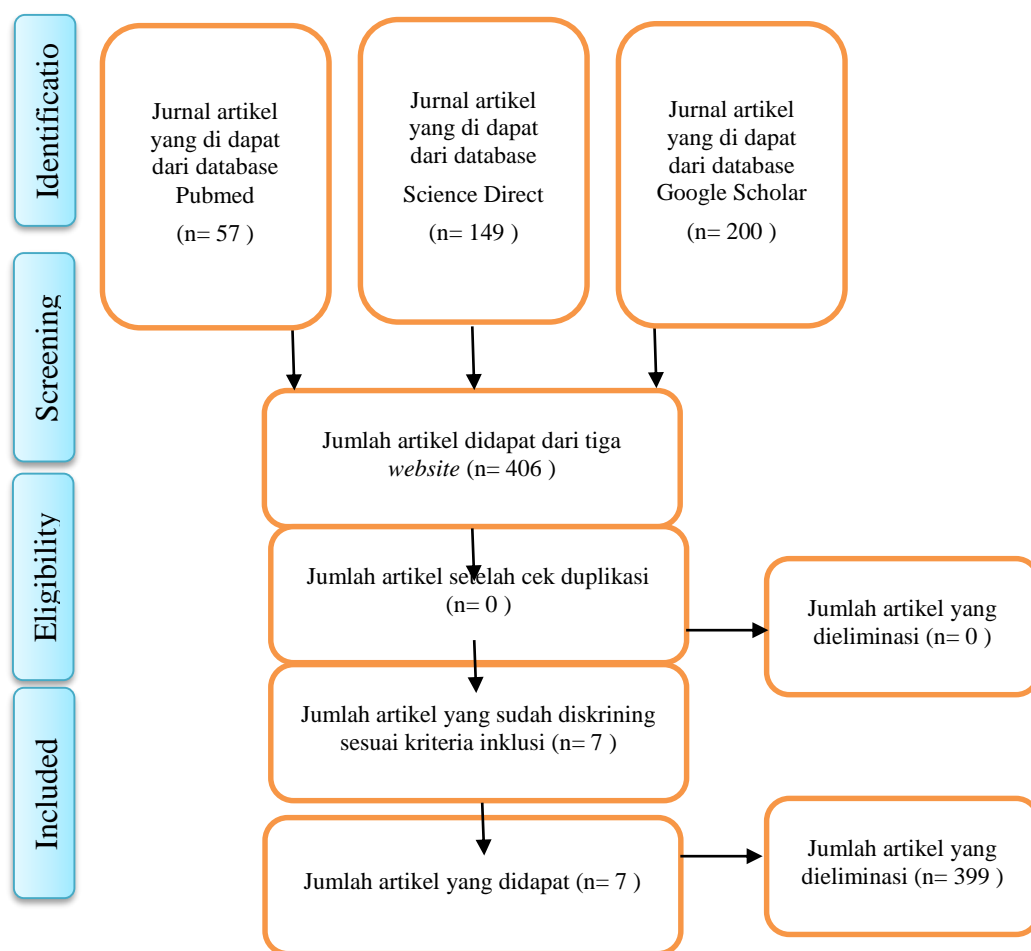 Identificatio
Jurnal artikel
yang di dapat
dari database
Pubmed
(n= 57 )
Jurnal artikel
yang di dapat
dari database
Science Direct
(n= 149 )
Jurnal artikel
yang di dapat
dari database
Google Scholar
(n= 200 )
Screening
Jumlah artikel didapat dari tiga
website (n= 406 )
Eligibility
Jumlah artikel setelah cek duplikasi
(n= 0 )
Jumlah artikel yang
dieliminasi (n= 0 )
Jumlah artikel yang sudah diskrining
sesuai kriteria inklusi (n= 7 )
Included
Jumlah artikel yang didapat (n= 7 )
Jumlah artikel yang
dieliminasi (n= 399 )